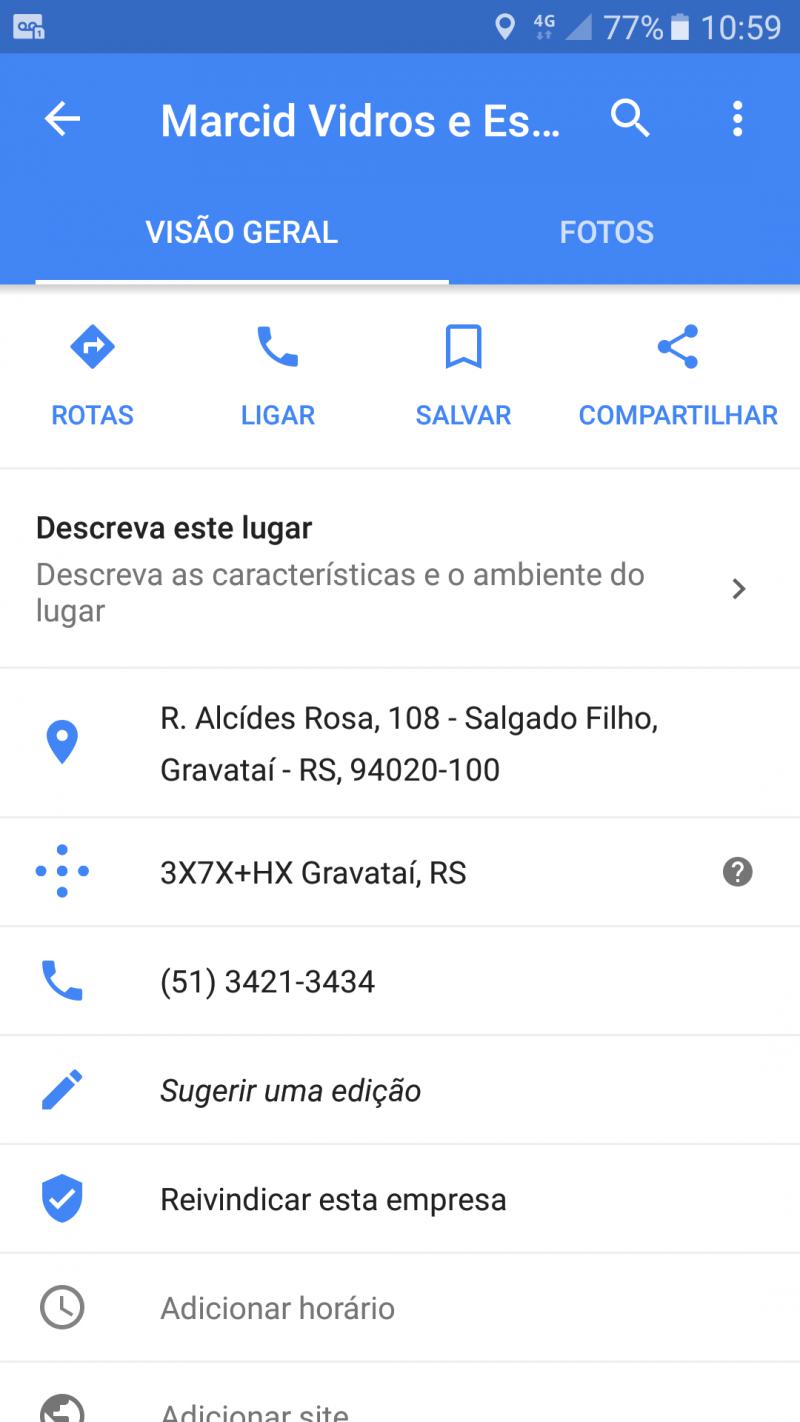 4G 77% 10:59
Marcid Vidros e Es...
VISÃO GERAL FOTOS
ROTAS LIGAR SALVAR COMPARTILHAR
Descreva este lugar
Descreva as características e o ambiente do
lugar
R. Alcídes Rosa, 108 - Salgado Filho,
Gravataí - RS, 94020-100
3X7X+HX Gravataí, RS
(51) 3421-3434
Sugerir uma edição
Reivindicar esta empresa
Adicionar horário
Adicionar site